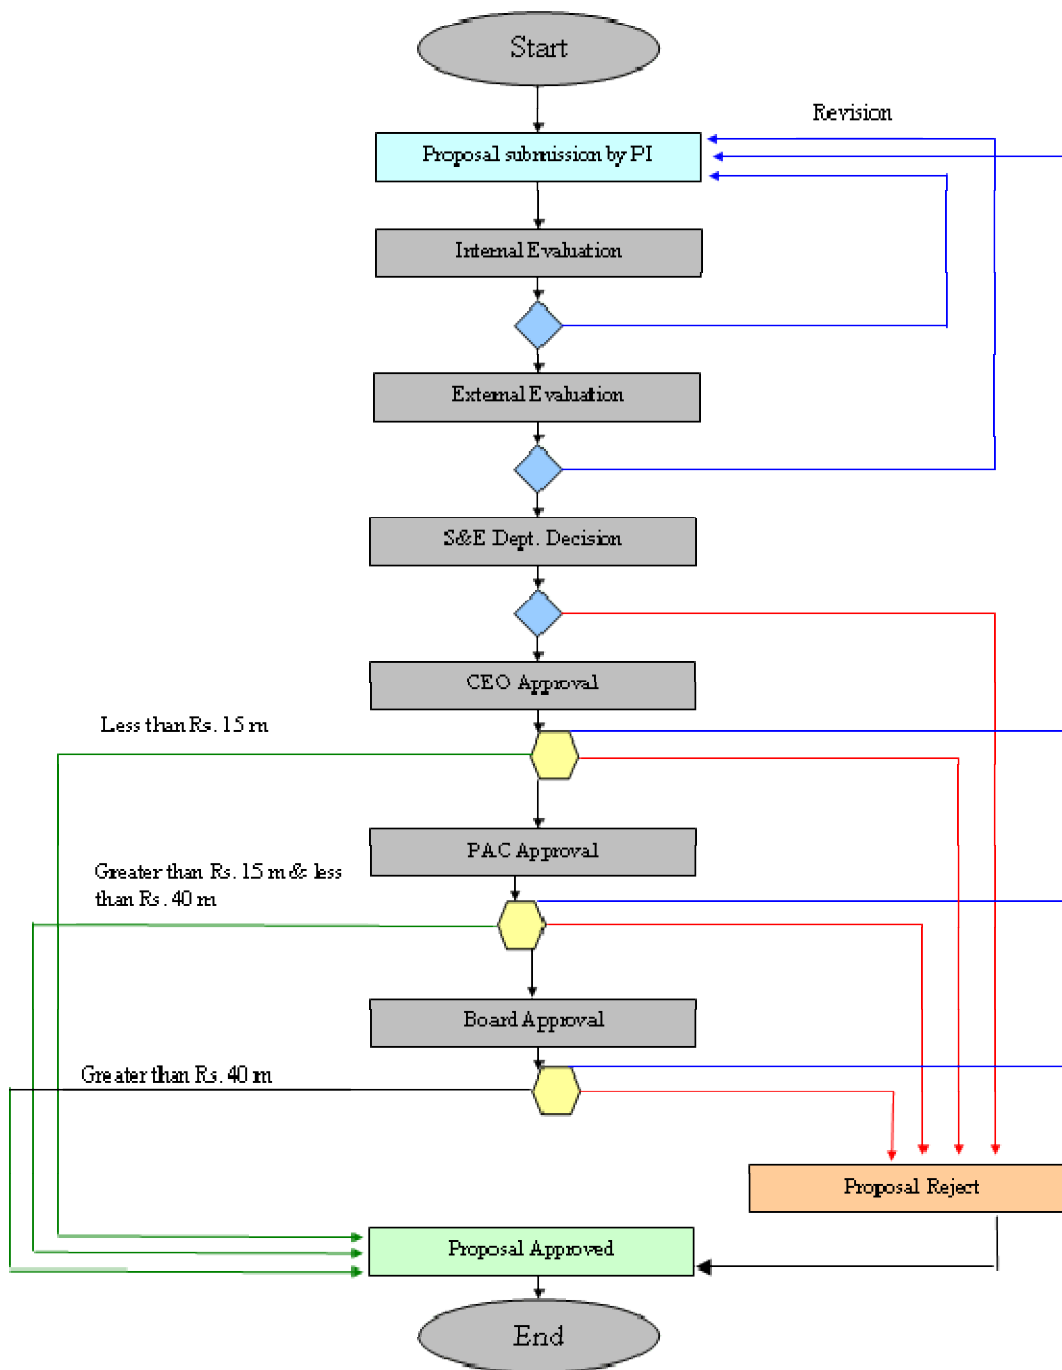 Start
Revision
Proposal submission by PI
Internal Evaluation
External Evaluation
S&E Dept. Decision
CEO Approval
Less than Rs. 15 m
PAC Approval
Greater than Rs. 15 m & less
than Rs. 40 m
Board Approval
Greater than Rs. 40 m
Proposal Reject
Proposal Approved
End